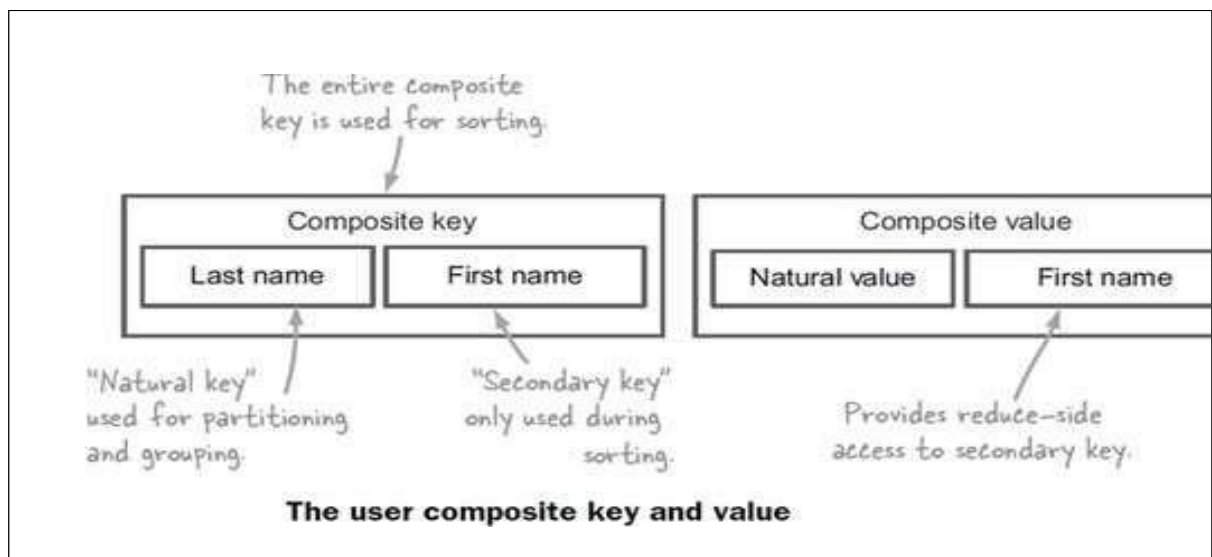 The entire composite
key is used for sorting.
Composite key
Composite value
Last name
First name
Natural value
First name
"Natural key"
used for partitioning
and grouping.
"Secondary key"
only used during
sorting.
Provides reduce-side
access to secondary key.
The user composite key and value